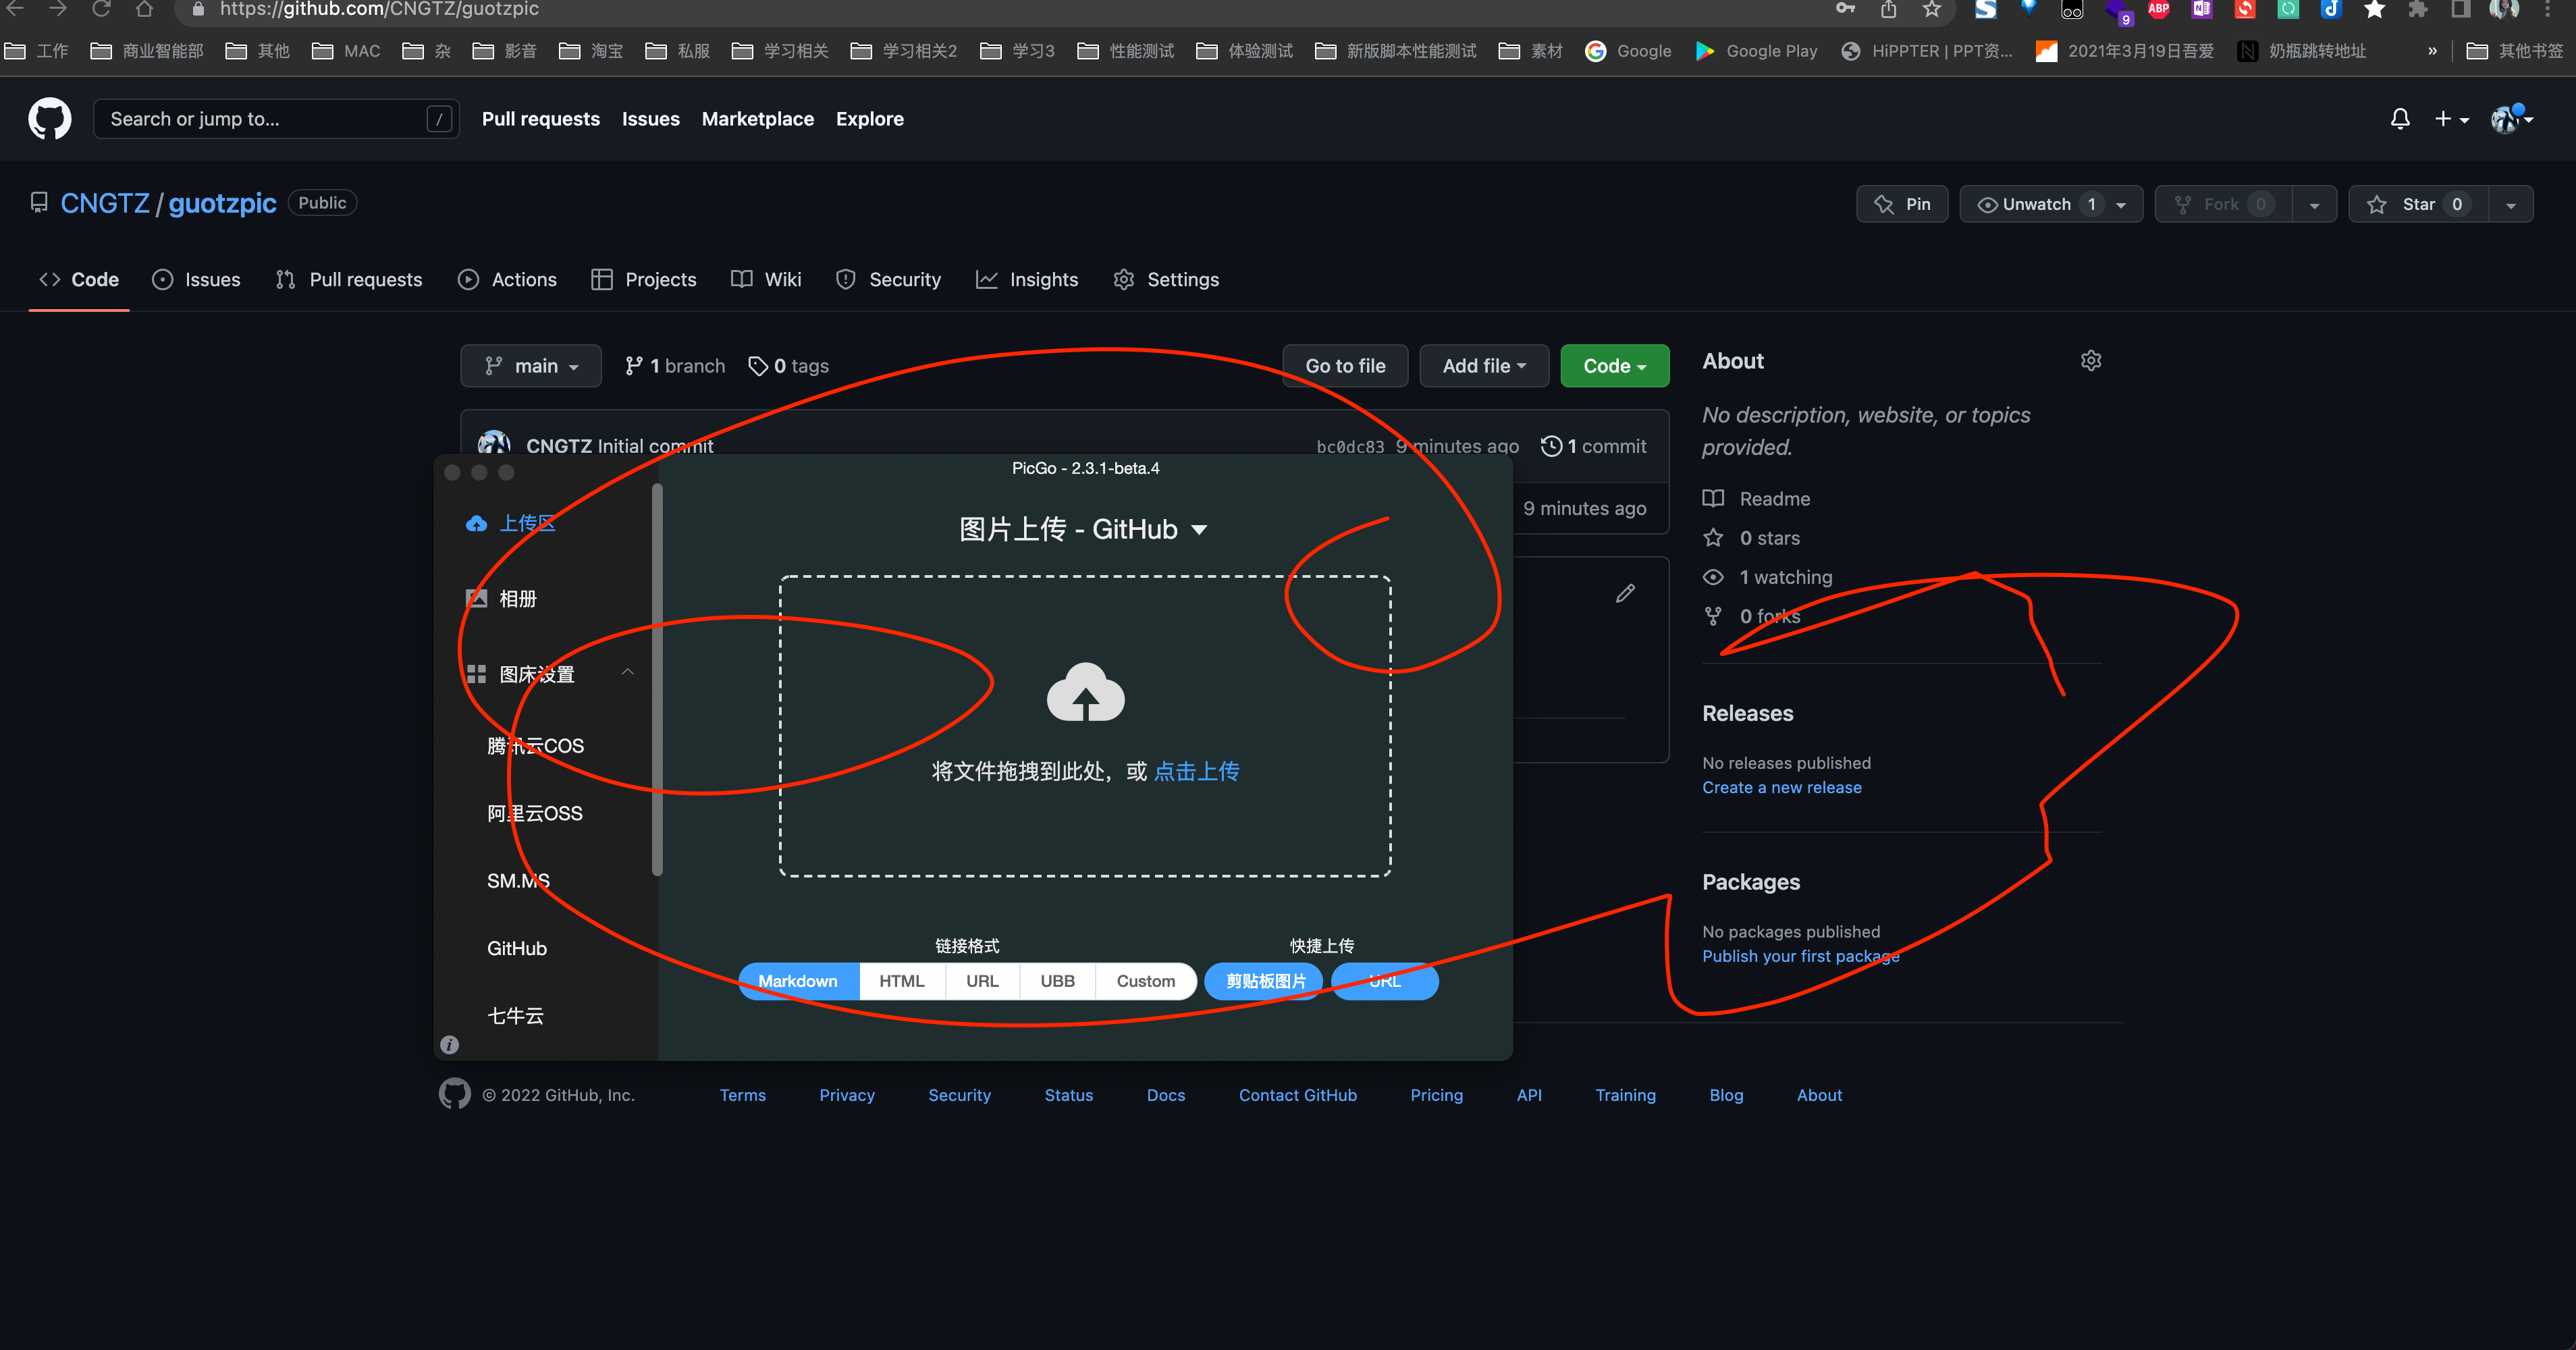 https://github.com/CNGTZ/guotzpic
9
ABP
工作 商业智能部 其他 MAC 杂 影音 淘宝 私服 学习相关 学习相关2 学习3 性能测试 体验测试 新版脚本性能测试 素材 Google Google Play HiPPTER | PPT资... 2021年3月19日吾爱 奶瓶跳转地址 » 其他书签
Search or jump to... /
Pull requests Issues Marketplace Explore
CNGTZ / guotzpic Public
Pin Unwatch 1 Fork 0 Star 0
Code Issues Pull requests Actions Projects Wiki Security Insights Settings
main 1 branch 0 tags Go to file Add file Code
CNGTZ Initial commit bc0dc83 9 minutes ago 1 commit
9 minutes ago
About
No description, website, or topics
provided.
Readme
0 stars
1 watching
0 forks
Releases
No releases published
Create a new release
Packages
No packages published
Publish your first package
PicGo - 2.3.1-beta.4
上传区
相册
图床设置
腾讯云COS
阿里云OSS
SM.MS
GitHub
七牛云
图片上传 - GitHub
将文件拖拽到此处，或 点击上传
链接格式 快捷上传
Markdown HTML URL UBB Custom 剪贴板图片 URL
© 2022 GitHub, Inc. Terms Privacy Security Status Docs Contact GitHub Pricing API Training Blog About